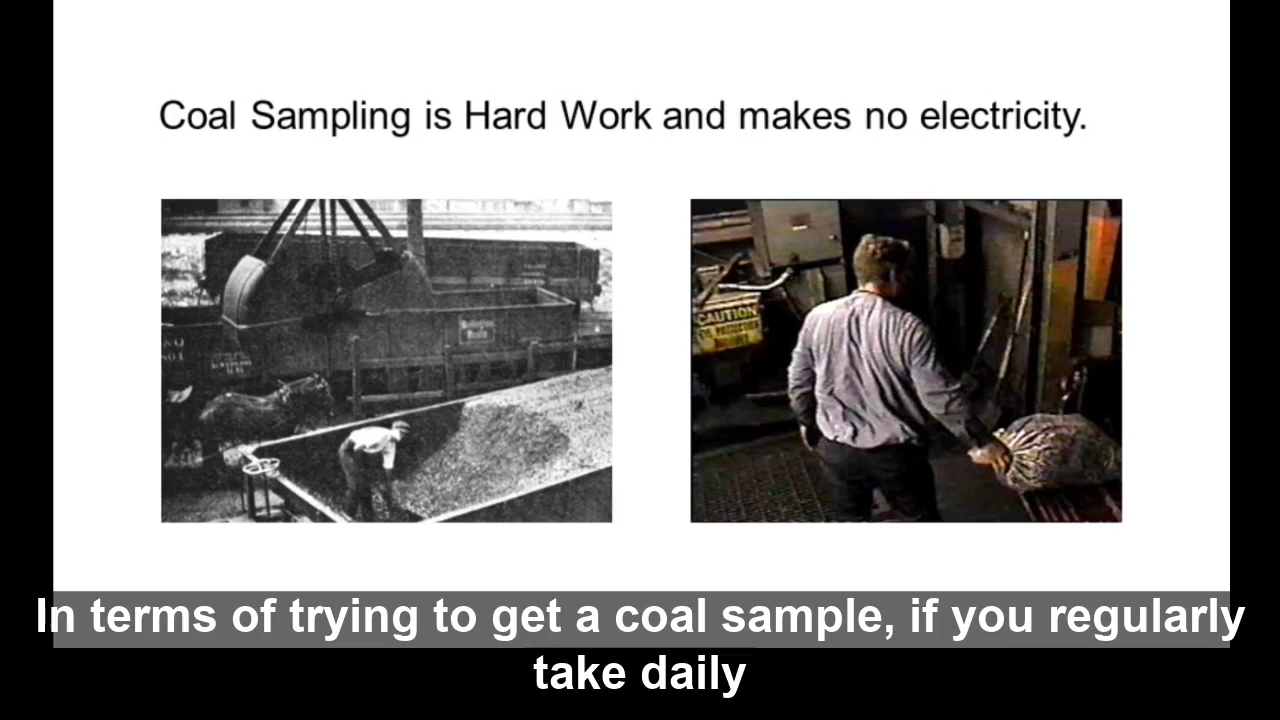 Coal Sampling is Hard Work and makes no electricity.
CAUTION
In terms of trying to get a coal sample, if you regularly
take daily